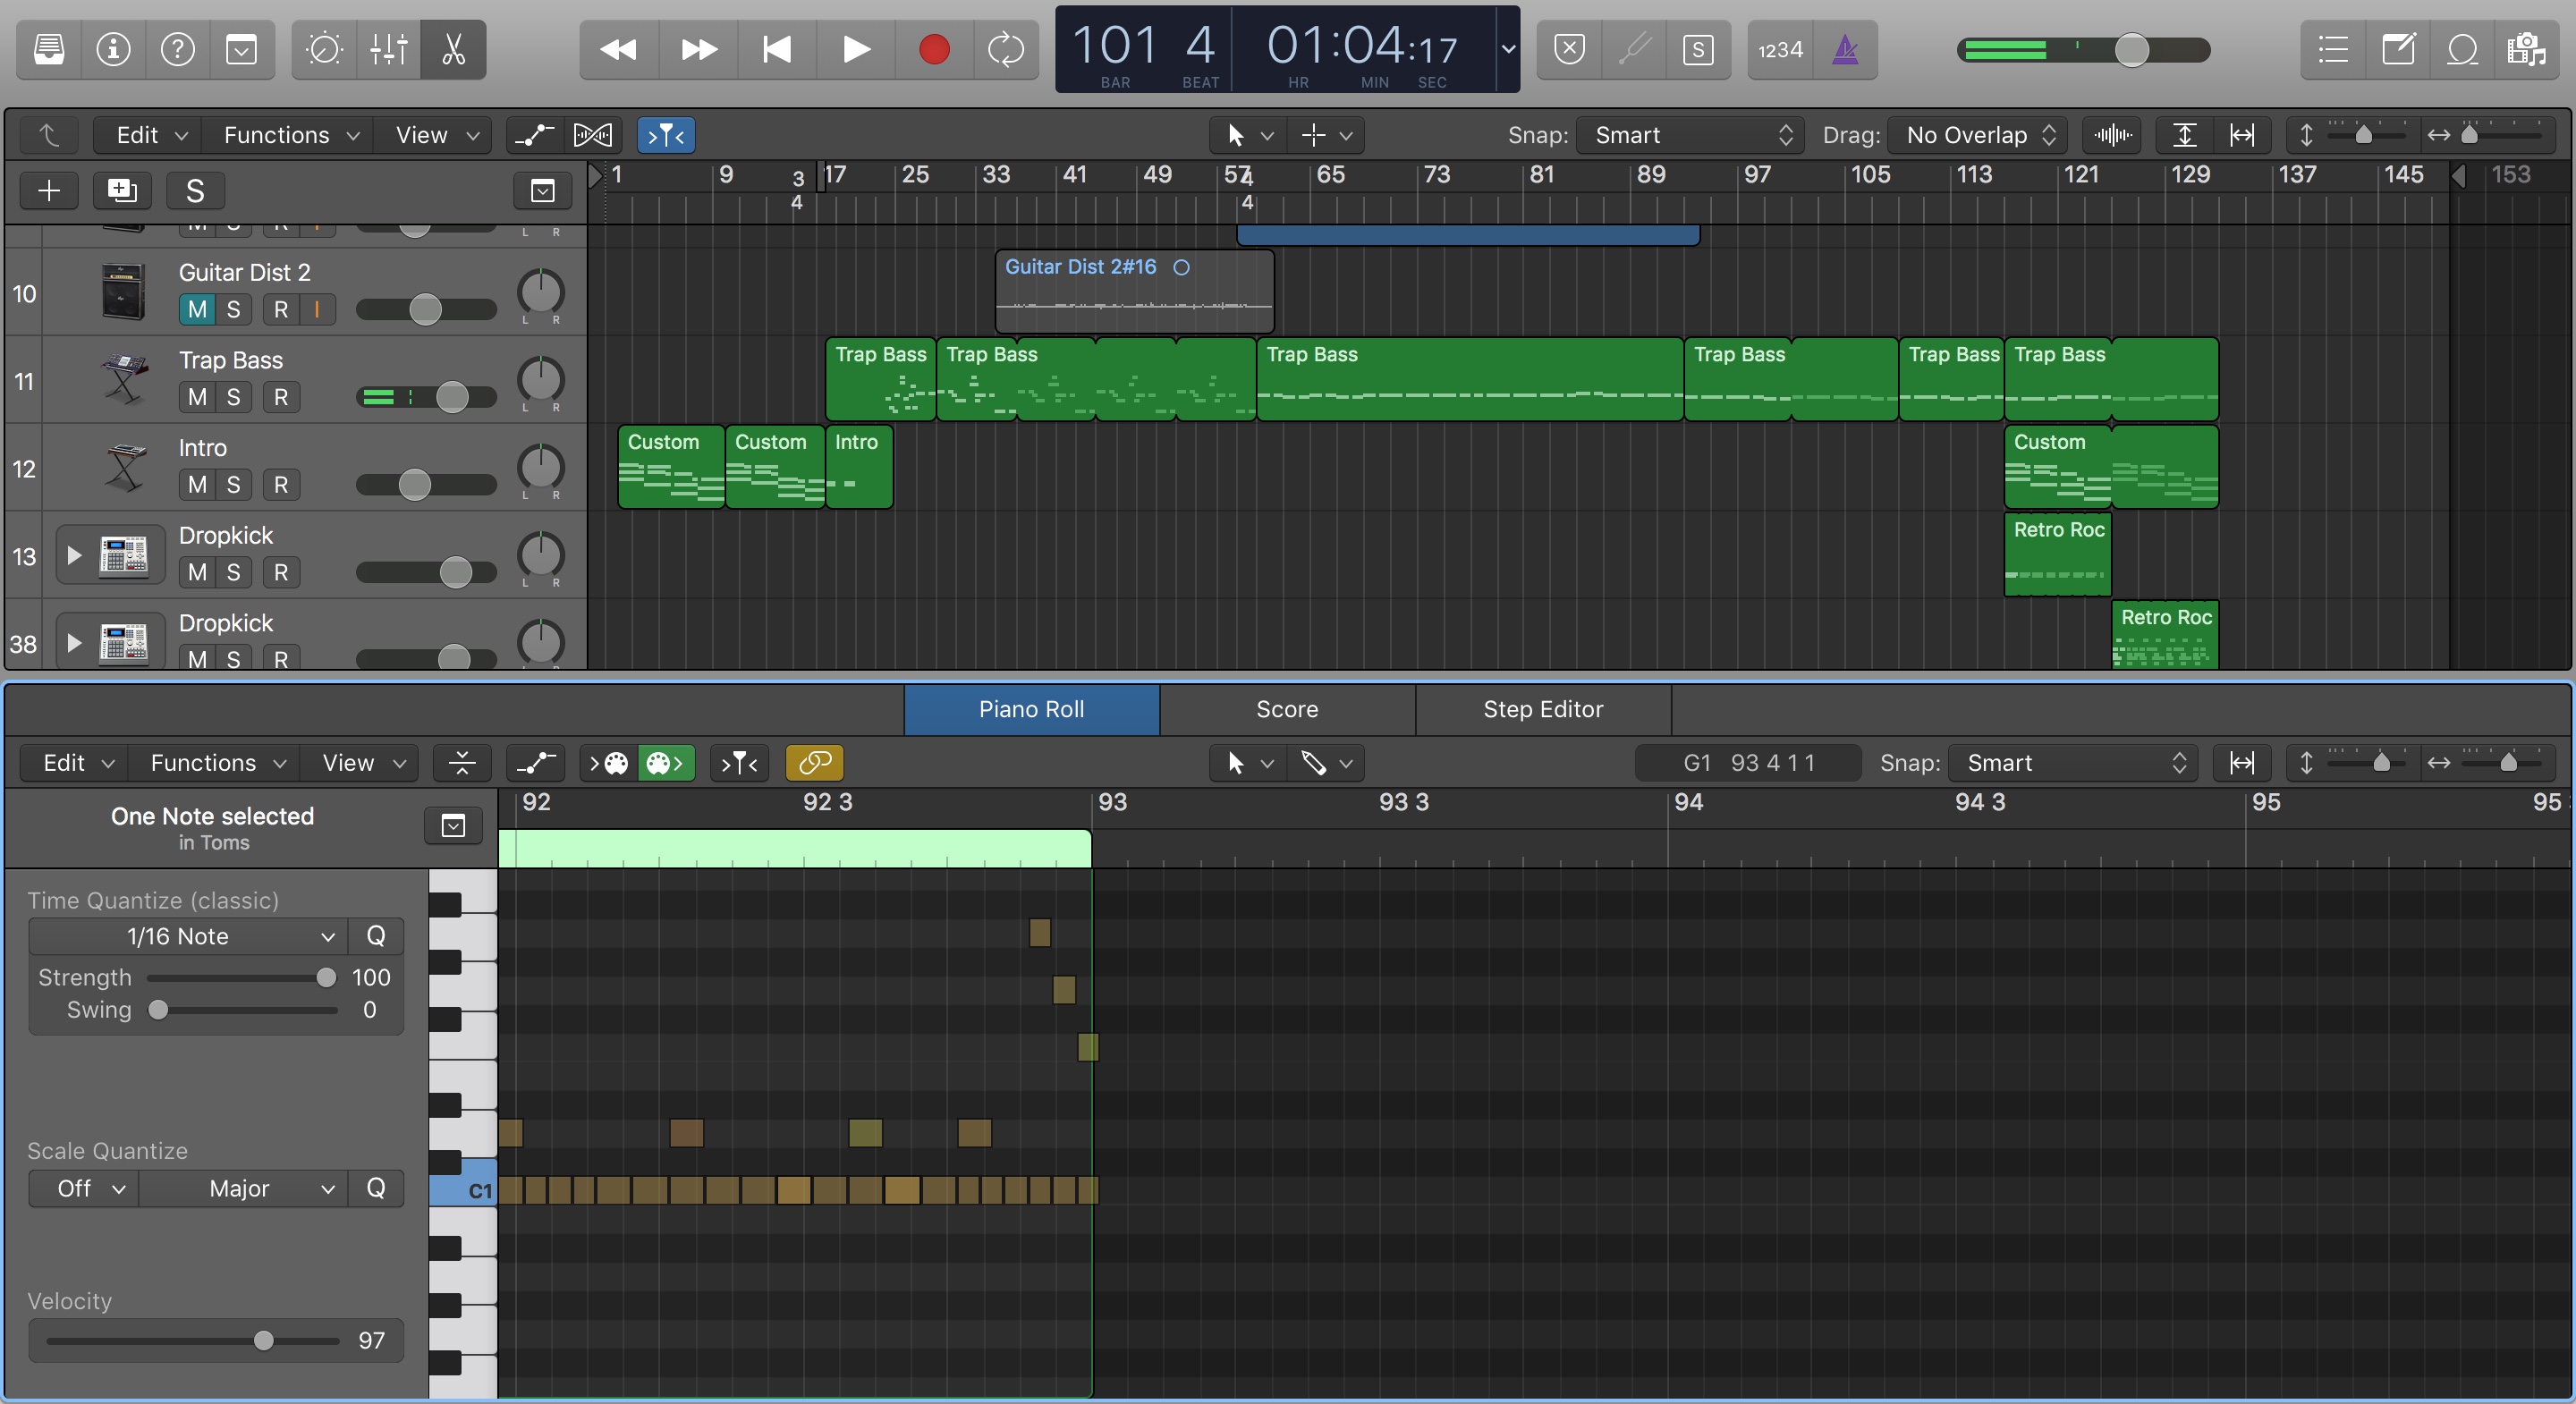 101 4 01:04:17
BAR BEAT HR MIN SEC
S 1234
Edit Functions View Snap: Smart Drag: No Overlap
S 1 9 3 17 25 33 41 49 57 4 65 73 81 89 97 105 113 121 129 137 145 153
4 4
M S R I L R
10 Guitar Dist 2 Guitar Dist 2#16
M S R I L R
11 Trap Bass Trap Bass Trap Bass Trap Bass Trap Bass Trap Bass Trap Bass
M S R L R
12 Intro Custom Custom Intro Custom
M S R L R
13 Dropkick Retro Roc
M S R L R
38 Dropkick Retro Roc
M S R L R
Piano Roll Score Step Editor
Edit Functions View G1 93 4 1 1 Snap: Smart
One Note selected
in Toms
92 92 3 93 93 3 94 94 3 95 95
Time Quantize (classic)
1/16 Note Q
Strength 100
Swing 0
Scale Quantize
Off Major Q
C1
Velocity
97